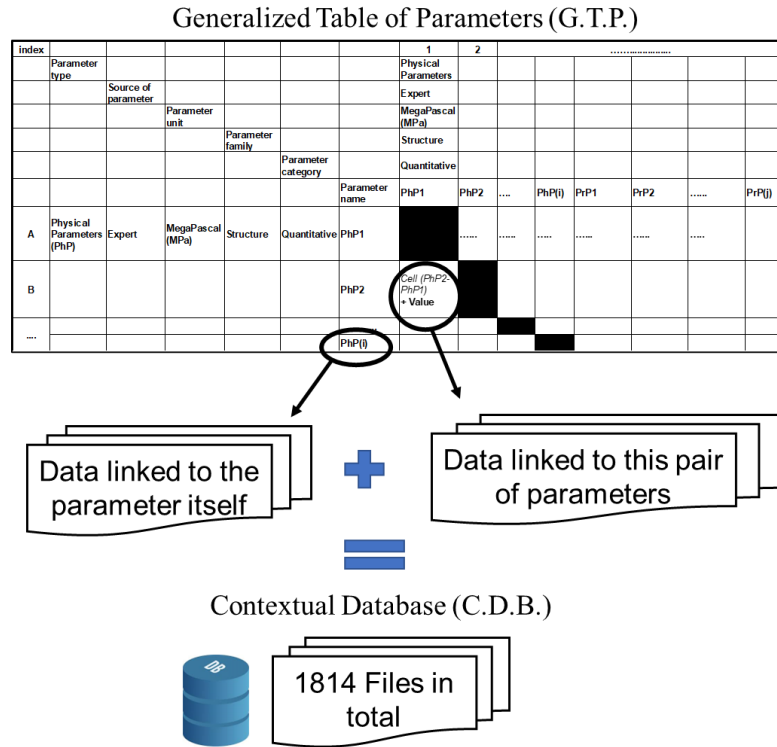 Generalized Table of Parameters (G.T.P.)
index 1 2 ....................
Parameter type Physical Parameters
Source of parameter Expert
Parameter unit MegaPascal (MPa)
Parameter family Structure
Parameter category Quantitative
Parameter name PhP1 PhP2 .... PhP(i) PrP1 PrP2 ...... PrP(j)
A Physical Parameters (PhP) Expert MegaPascal (MPa) Structure Quantitative PhP1 ...... ...... ..... ...... ...... .....
B PhP2 Cell (PhP2-PhP1) + Value
....
PhP(i)
Data linked to the
parameter itself
Data linked to this pair
of parameters
Contextual Database (C.D.B.)
DB
1814 Files in
total